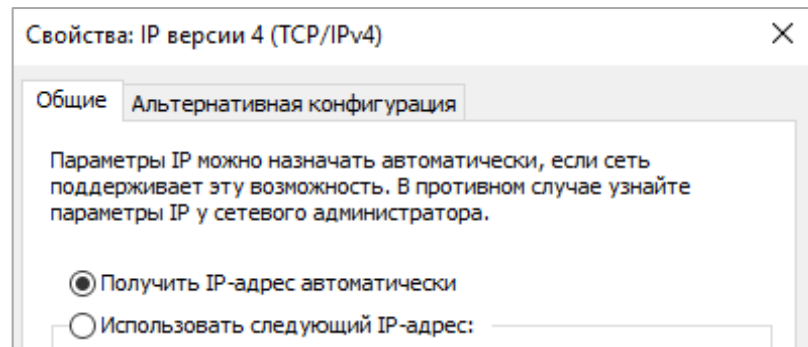 Свойства: IP версии 4 (TCP/IPv4)
Общие
Альтернативная конфигурация
Параметры IP можно назначать автоматически, если сеть
поддерживает эту возможность. В противном случае узнайте
параметры IP у сетевого администратора.
Получить IP-адрес автоматически
Использовать следующий IP-адрес: